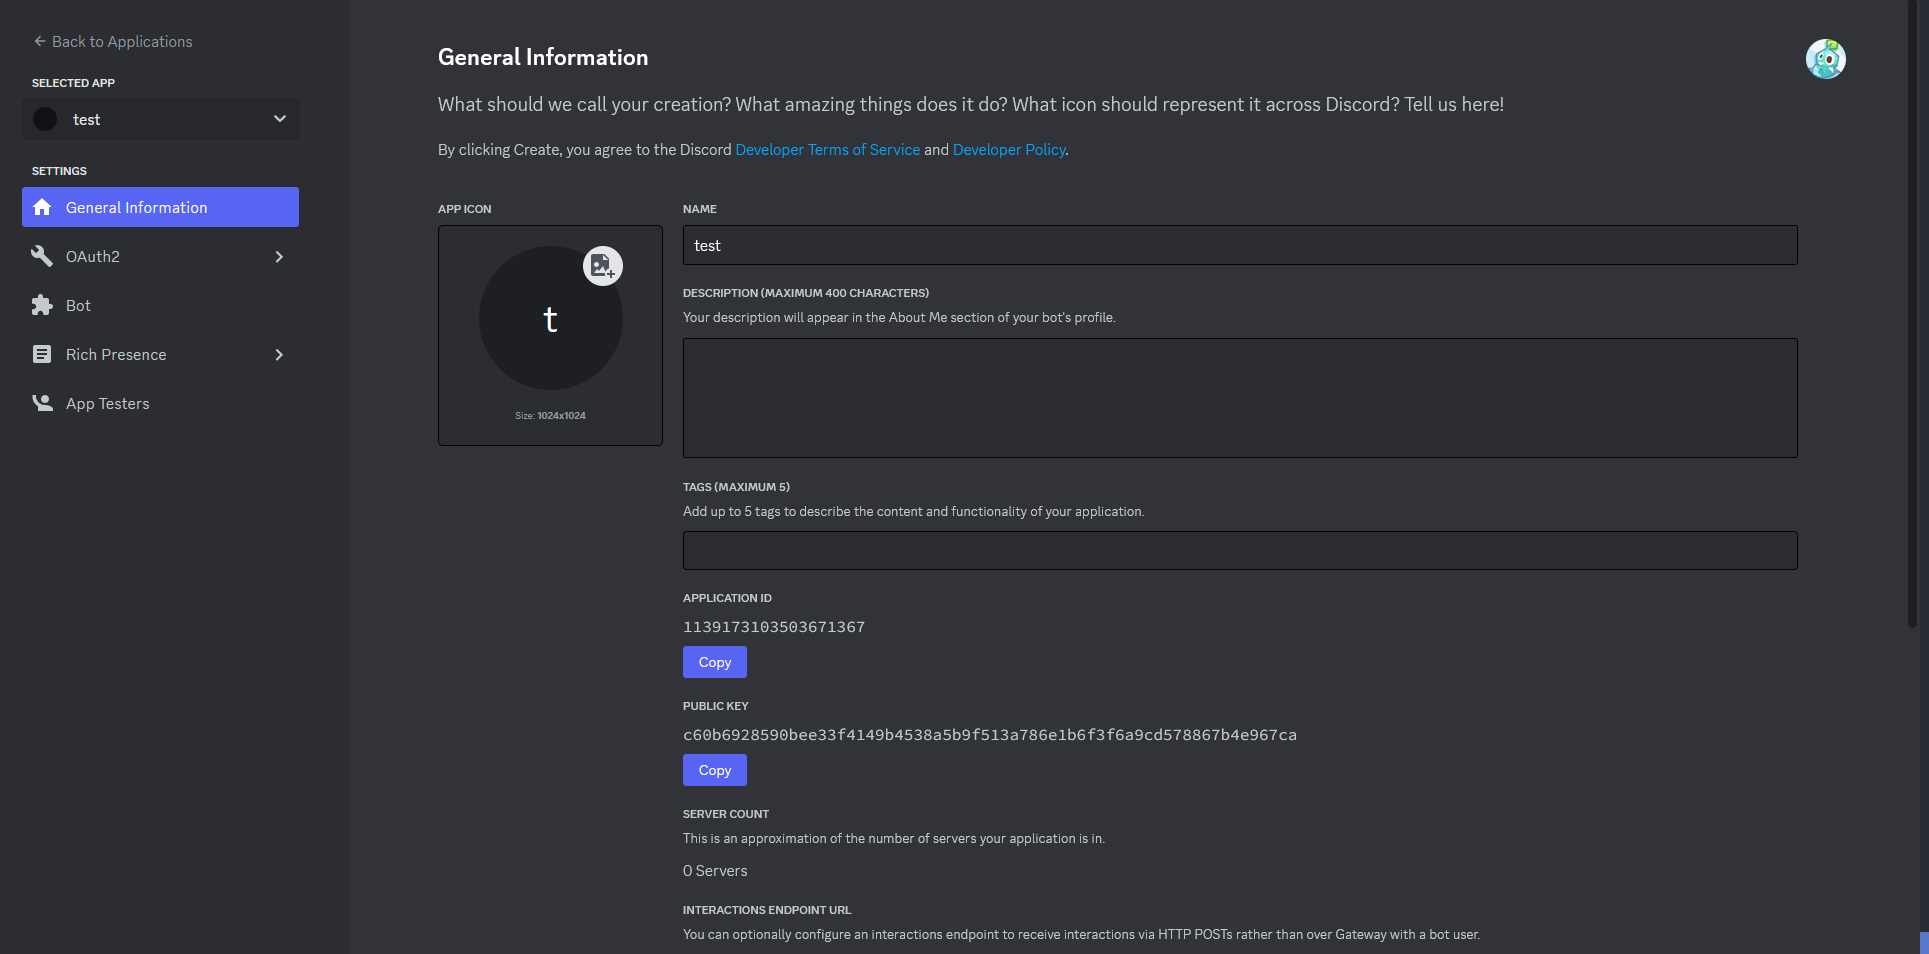 Back to Applications
SELECTED APP
test
SETTINGS
General Information
OAuth2
Bot
Rich Presence
App Testers
General Information
What should we call your creation? What amazing things does it do? What icon should represent it across Discord? Tell us here!
By clicking Create, you agree to the Discord Developer Terms of Service and Developer Policy.
APP ICON
t
Size: 1024x1024
NAME
test
DESCRIPTION (MAXIMUM 400 CHARACTERS)
Your description will appear in the About Me section of your bot's profile.
TAGS (MAXIMUM 5)
Add up to 5 tags to describe the content and functionality of your application.
APPLICATION ID
1139173103503671367
Copy
PUBLIC KEY
c60b6928590bee33f4149b4538a5b9f513a786e1b6f3f6a9cd578867b4e967ca
Copy
SERVER COUNT
This is an approximation of the number of servers your application is in.
0 Servers
INTERACTIONS ENDPOINT URL
You can optionally configure an interactions endpoint to receive interactions via HTTP POSTs rather than over Gateway with a bot user.